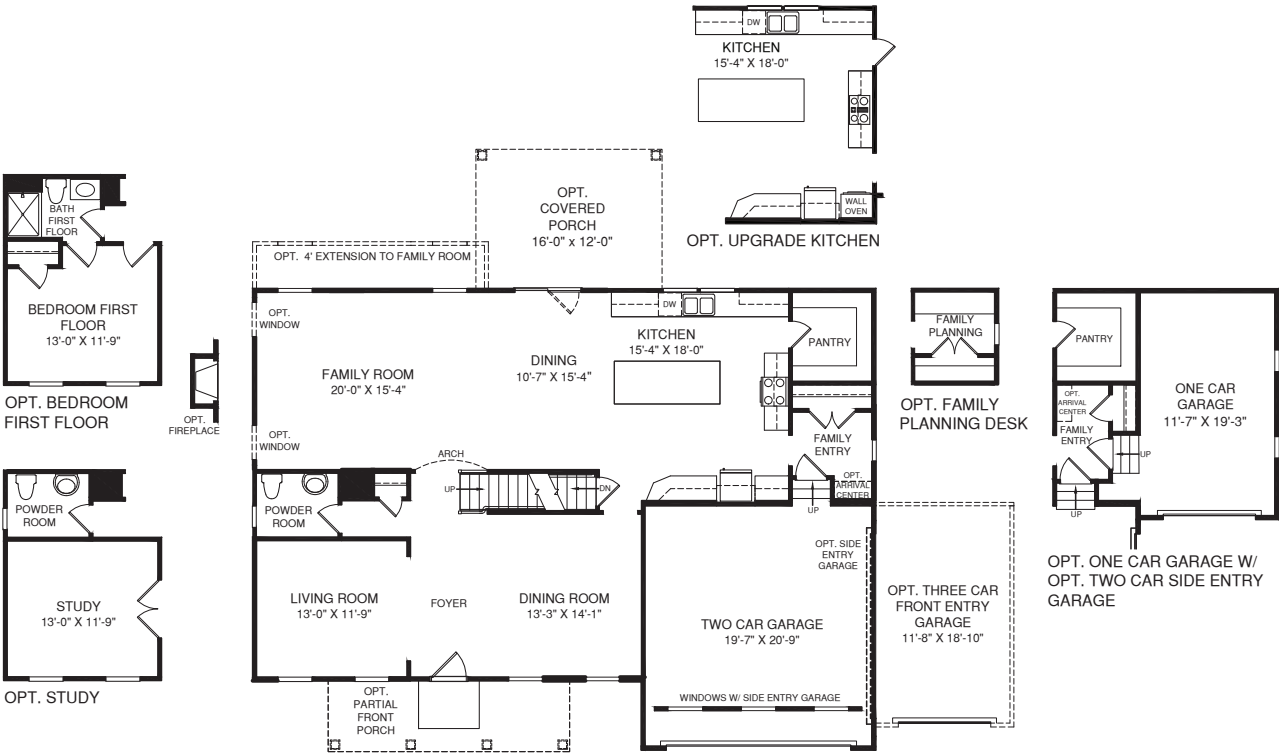 DW
KITCHEN
15'-4" X 18'-0"
WALL
OVEN
OPT. UPGRADE KITCHEN
BATH
FIRST
FLOOR
BEDROOM FIRST
FLOOR
13'-0" X 11'-9"
OPT. BEDROOM
FIRST FLOOR
OPT.
FIREPLACE
POWDER
ROOM
STUDY
13'-0" X 11'-9"
OPT. STUDY
OPT.
COVERED
PORCH
16'-0" x 12'-0"
OPT. 4' EXTENSION TO FAMILY ROOM
OPT.
WINDOW
FAMILY ROOM
20'-0" X 15'-4"
OPT.
WINDOW
DINING
10'-7" X 15'-4"
DW
KITCHEN
15'-4" X 18'-0"
PANTRY
FAMILY
ENTRY
OPT.
ARRIVAL
CENTER
UP
ARCH
UP
DN
POWDER
ROOM
LIVING ROOM
13'-0" X 11'-9"
FOYER
DINING ROOM
13'-3" X 14'-1"
OPT. SIDE
ENTRY
GARAGE
TWO CAR GARAGE
19'-7" X 20'-9"
WINDOWS W/ SIDE ENTRY GARAGE
OPT.
PARTIAL
FRONT
PORCH
OPT. THREE CAR
FRONT ENTRY
GARAGE
11'-8" X 18'-10"
FAMILY
PLANNING
OPT. FAMILY
PLANNING DESK
PANTRY
OPT.
ARRIVAL
CENTER
FAMILY
ENTRY
UP
UP
ONE CAR
GARAGE
11'-7" X 19'-3"
OPT. ONE CAR GARAGE W/
OPT. TWO CAR SIDE ENTRY
GARAGE